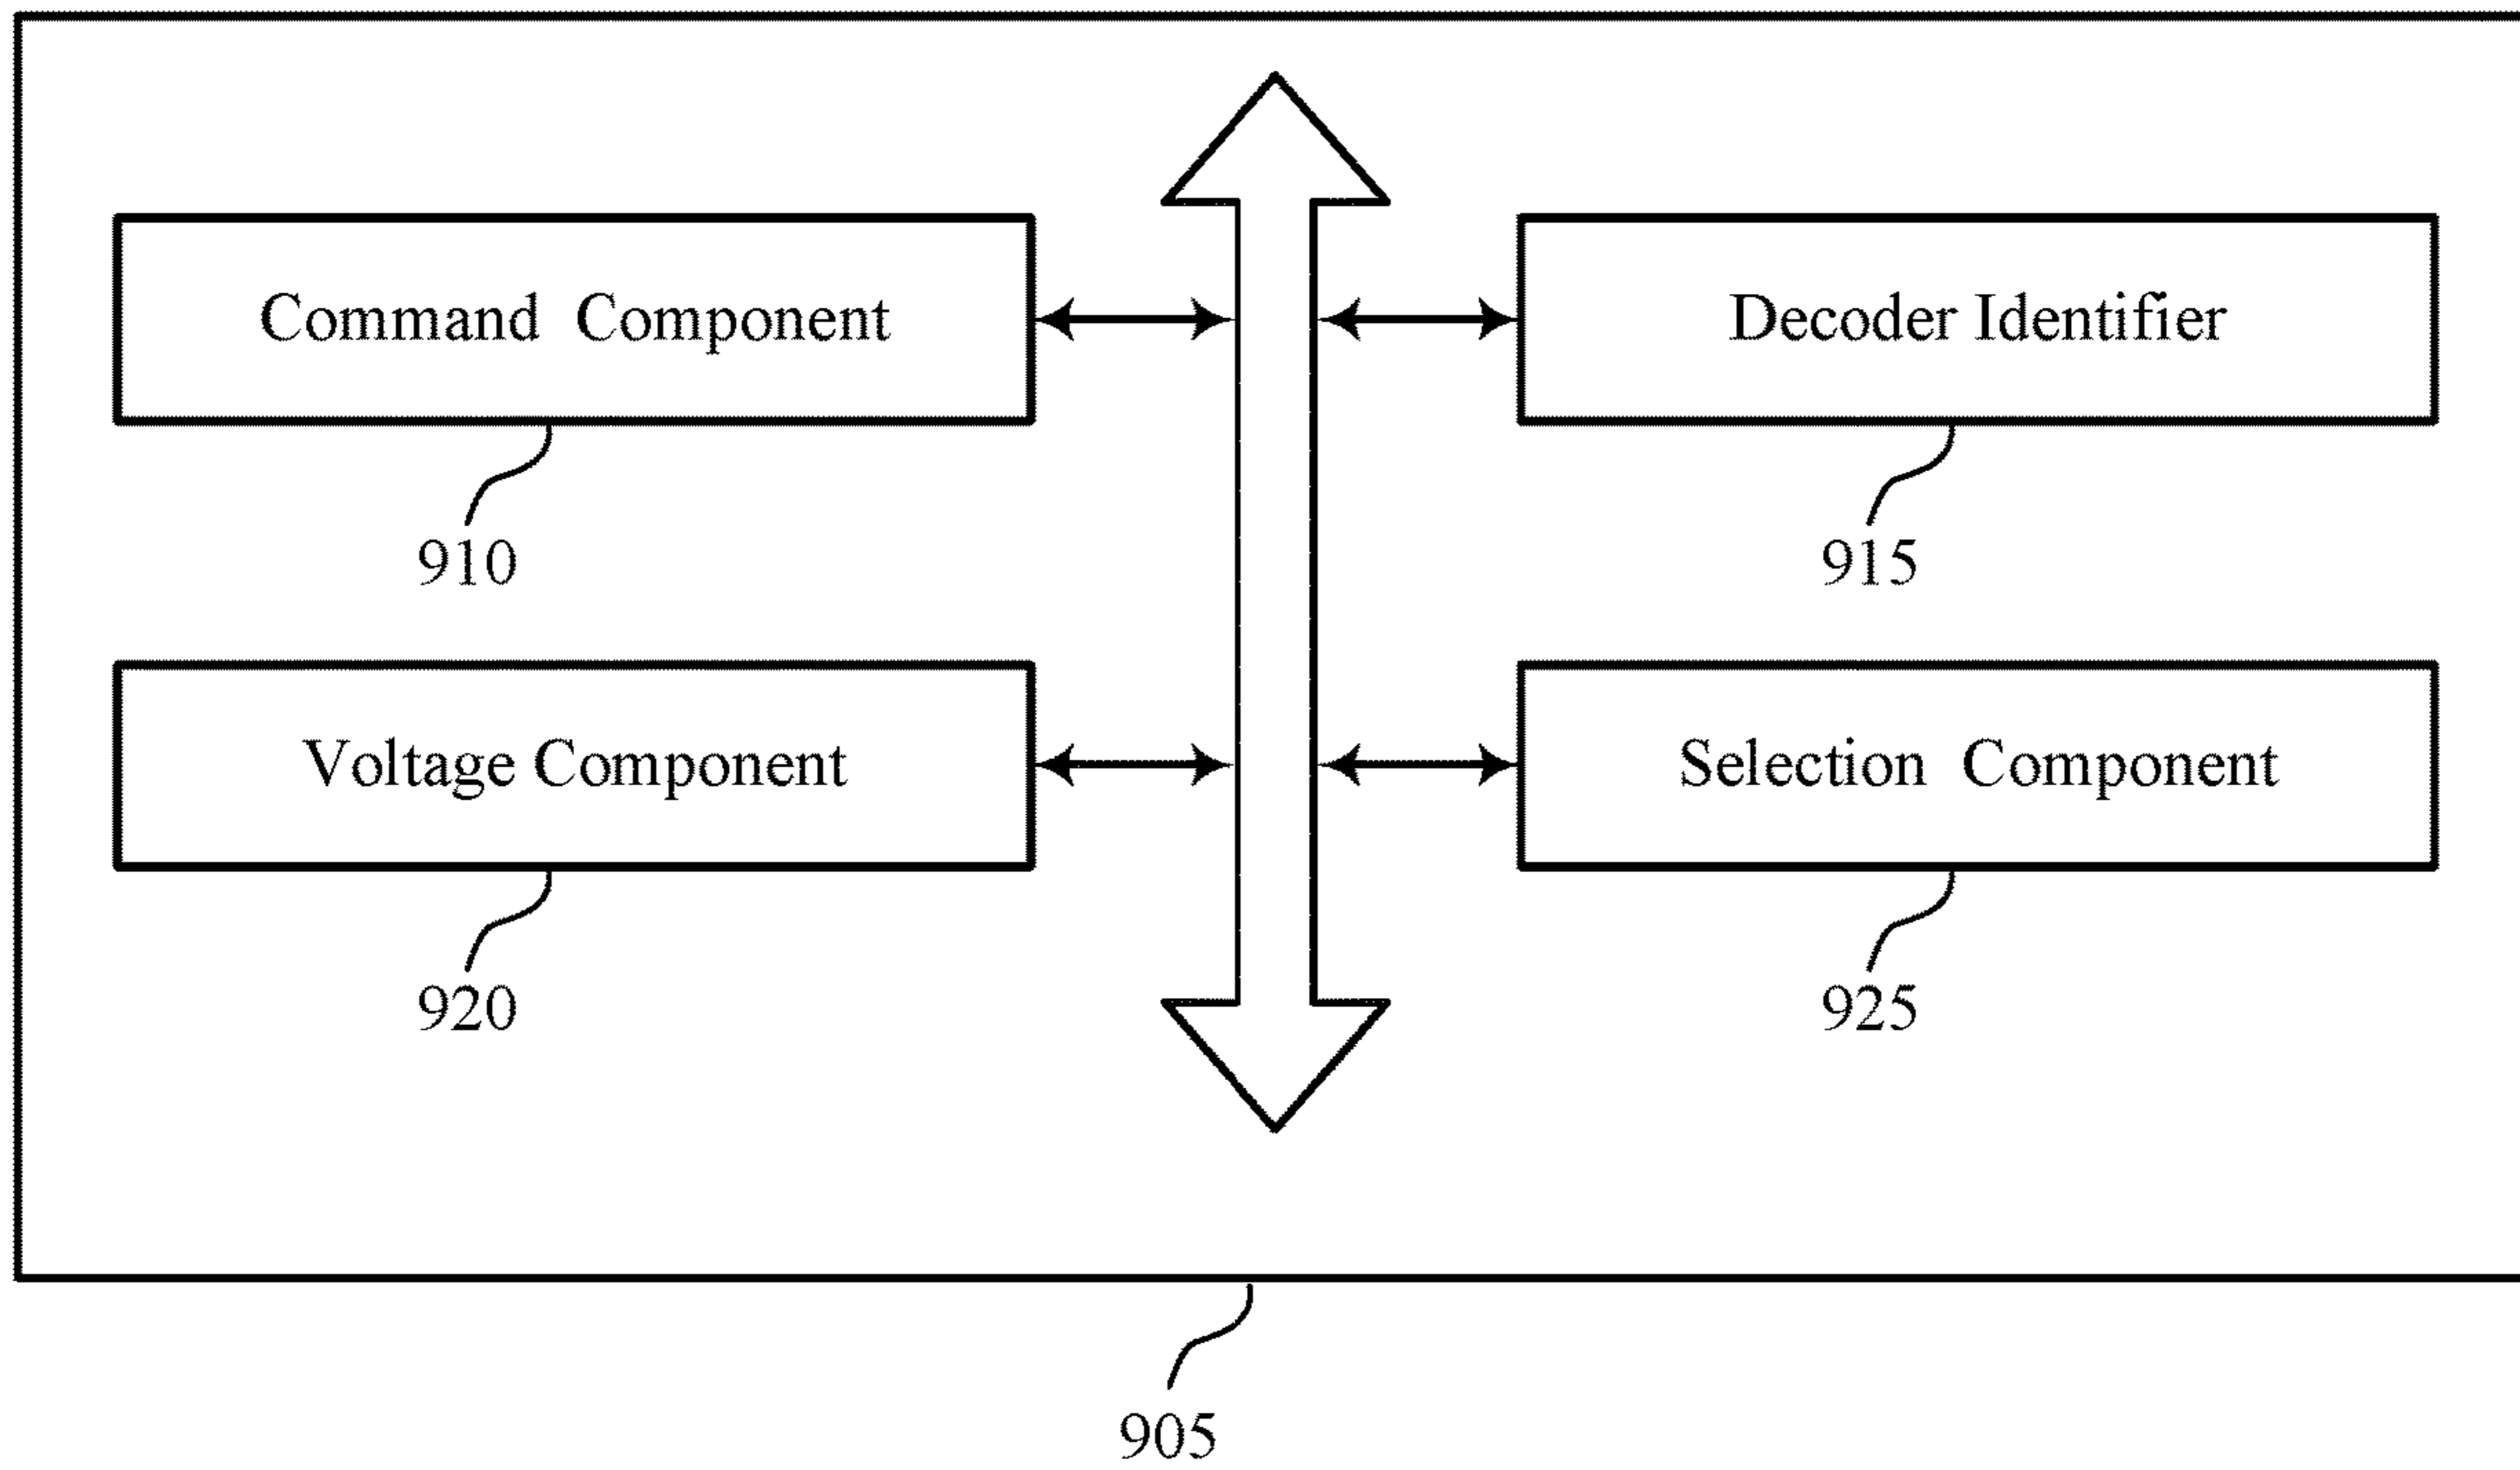 Command Component
Decoder Identifier
910
915
Voltage Component
Selection Component
920
925
905